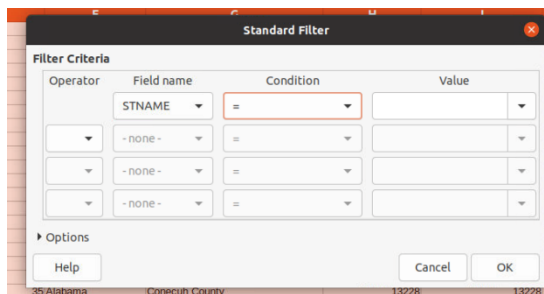 F G H I
Standard Filter
Filter Criteria
Operator Field name Condition Value
STNAME =
- none - =
- none - =
- none - =
Options
Help Cancel OK
35 Alabama Conecuh County 13228 13228